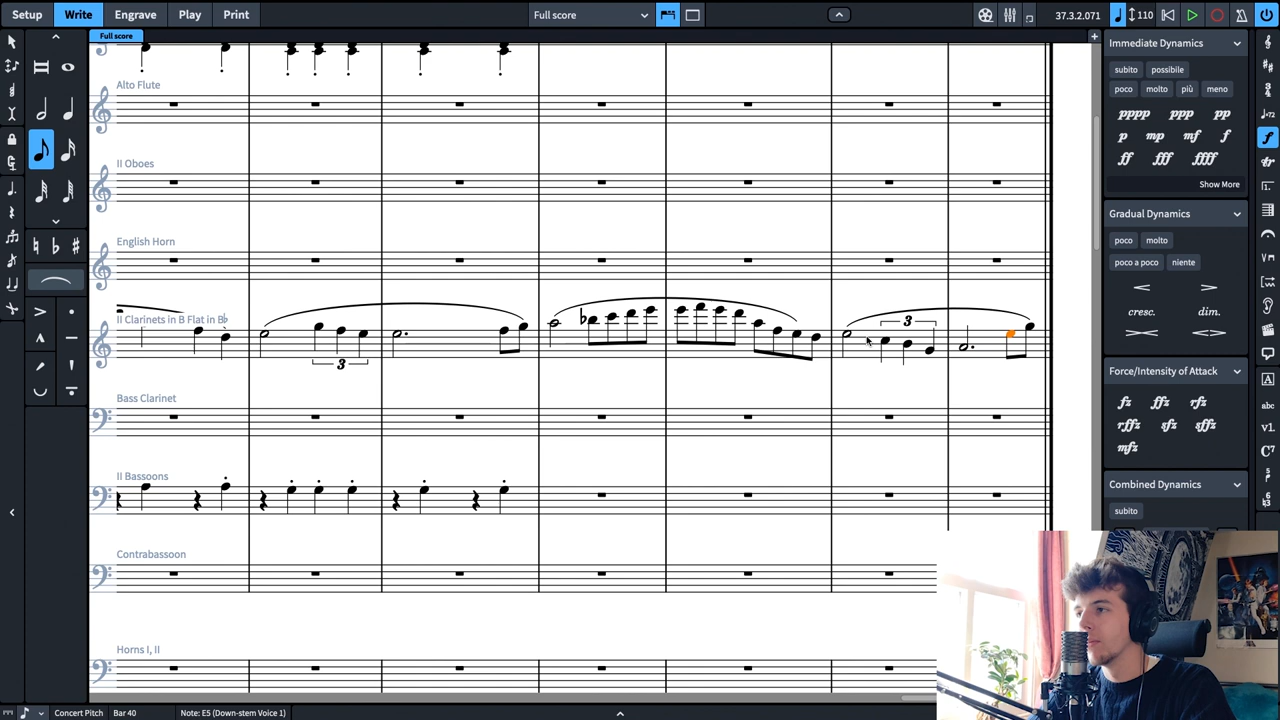 Setup Write Engrave Play Print Full score 37.3.2.071 110
Full score
Immediate Dynamics
subito possibile
poco molto più meno
pppp ppp pp
p mp mf f
ff fff ffff
Show More
Gradual Dynamics
poco molto
poco a poco niente
cresc. dim.
Force/Intensity of Attack
fz ffz rfz
rffz sfz sffz
mfz
Combined Dynamics
subito
Alto Flute
II Oboes
English Horn
II Clarinets in B Flat in B♭
3
3
Bass Clarinet
II Bassoons
Contrabassoon
Horns I, II
Concert Pitch Bar 40 Note: E5 (Down-stem Voice 1)